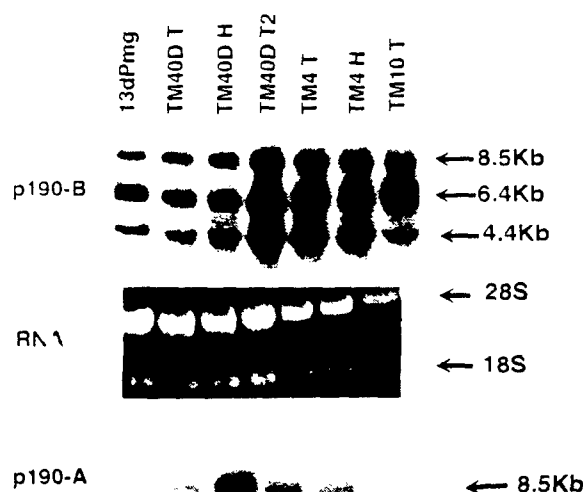 13dPmg
TM40D T
TM40D H
TM40D T2
TM4 T
TM4 H
TM10 T
p190-B
8.5Kb
6.4Kb
4.4Kb
28S
18S
p190-A
8.5Kb